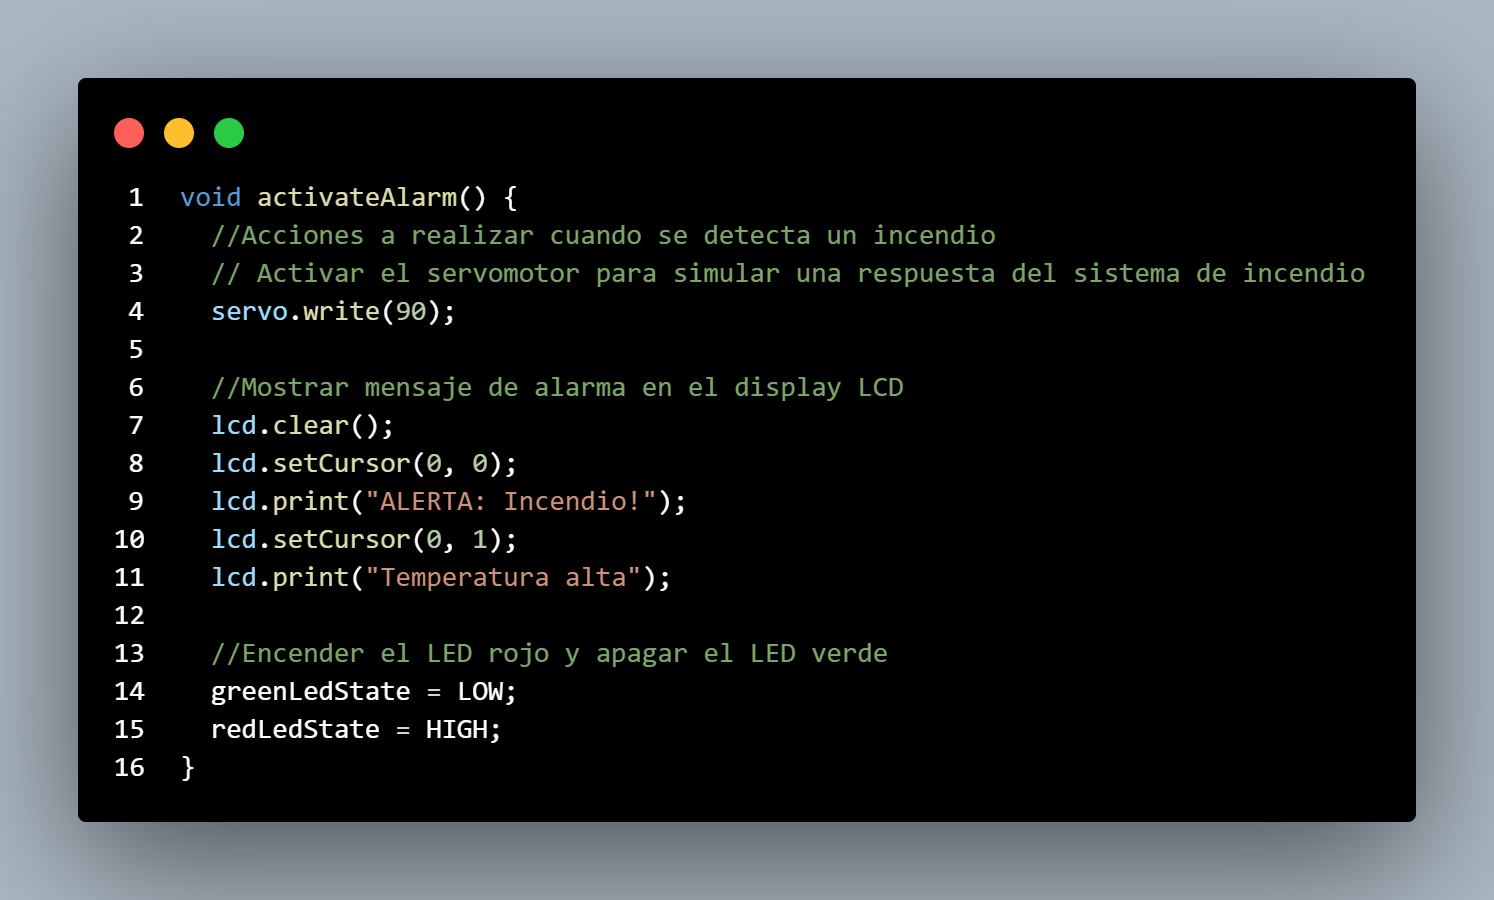 1 void activateAlarm() {
2 //Acciones a realizar cuando se detecta un incendio
3 // Activar el servomotor para simular una respuesta del sistema de incendio
4 servo.write(90);
5
6 //Mostrar mensaje de alarma en el display LCD
7 lcd.clear();
8 lcd.setCursor(0, 0);
9 lcd.print("ALERTA: Incendio!");
10 lcd.setCursor(0, 1);
11 lcd.print("Temperatura alta");
12
13 //Encender el LED rojo y apagar el LED verde
14 greenLedState = LOW;
15 redLedState = HIGH;
16 }